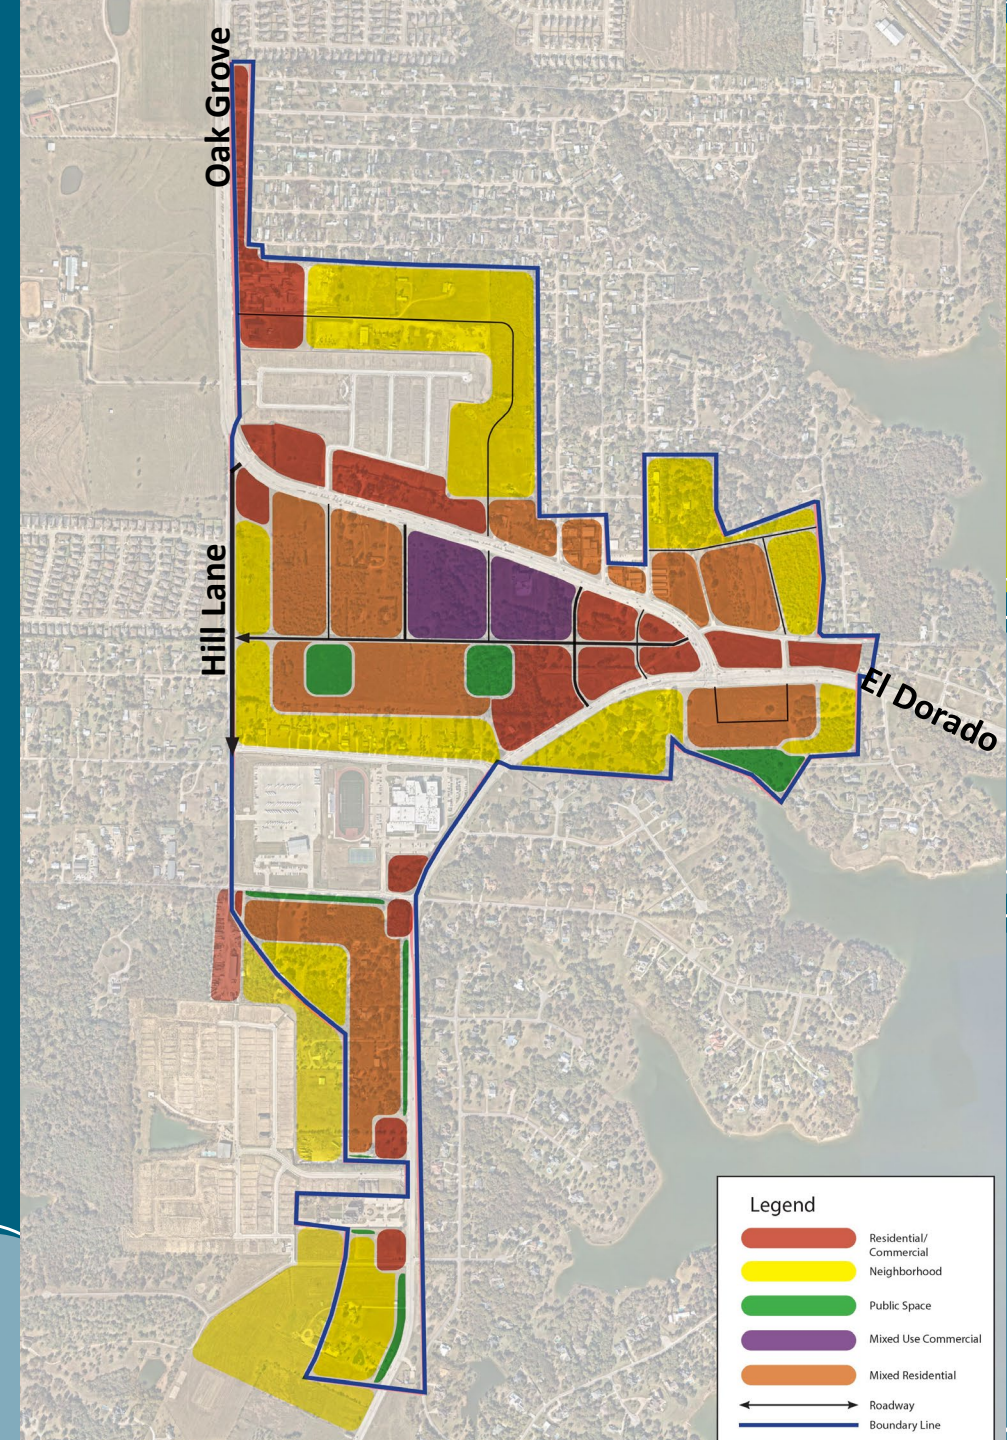 Oak Grove
Hill Lane
El Dorado
Legend
Residential/
Commercial
Neighborhood
Public Space
Mixed Use Commercial
Mixed Residential
Roadway
Boundary Line